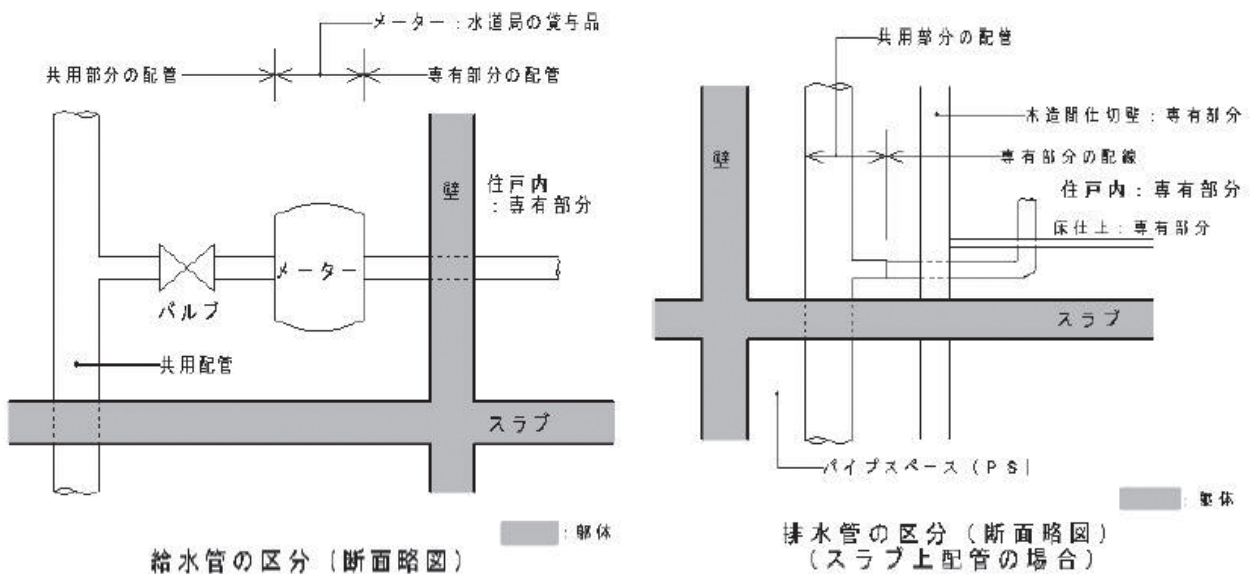 メーター：水道局の貸与品
共用部分の配管
専有部分の配管
壁
住戸内
：専有部分
メーター
バルブ
共用配管
スラブ
：躯体
給水管の区分（断面略図）
共用部分の配管
木造間仕切壁：専有部分
専有部分の配線
壁
住戸内：専有部分
床仕上：専有部分
スラブ
パイプスペース（PS）
：躯体
排水管の区分（断面略図）
（スラブ上配管の場合）